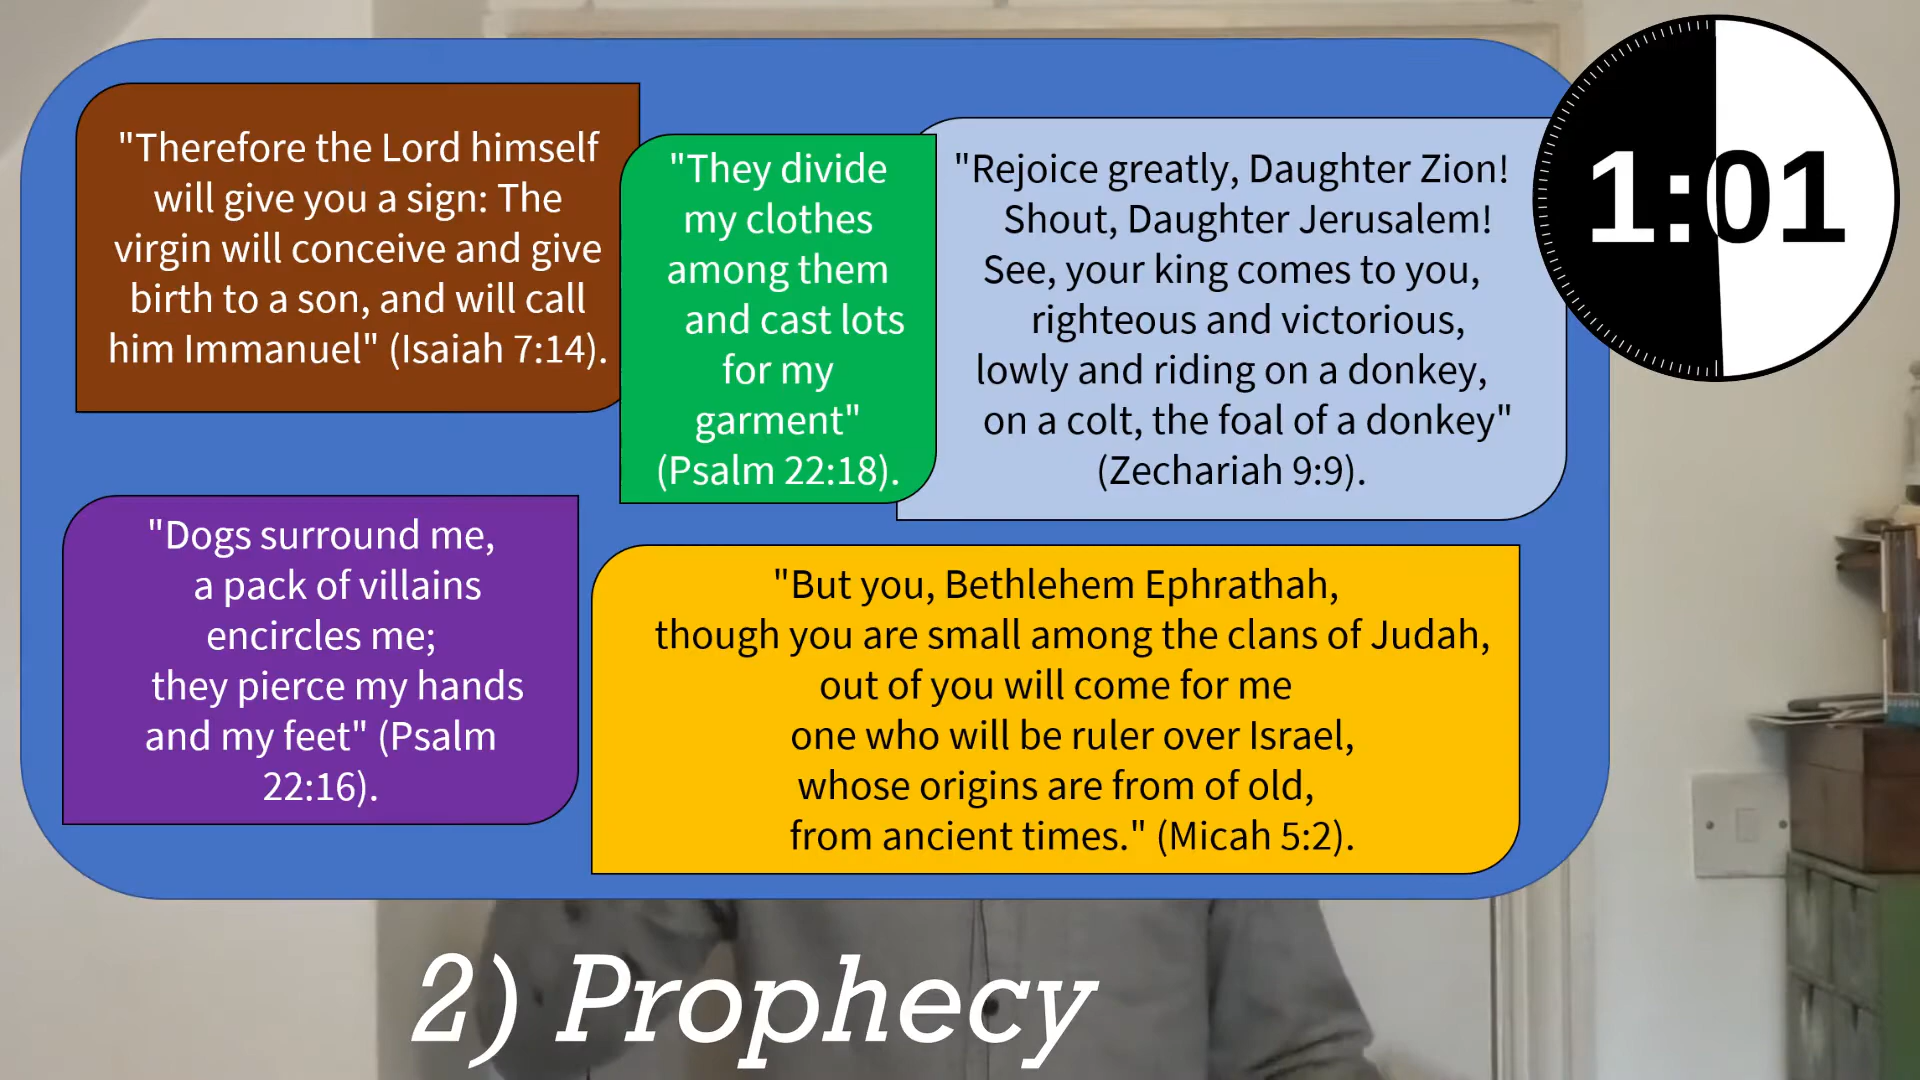 "Therefore the Lord himself
will give you a sign: The
virgin will conceive and give
birth to a son, and will call
him Immanuel" (Isaiah 7:14).
"They divide
my clothes
among them
and cast lots
for my
garment"
(Psalm 22:18).
"Rejoice greatly, Daughter Zion!
Shout, Daughter Jerusalem!
See, your king comes to you,
righteous and victorious,
lowly and riding on a donkey,
on a colt, the foal of a donkey"
(Zechariah 9:9).
1:01
"Dogs surround me,
a pack of villains
encircles me;
they pierce my hands
and my feet" (Psalm
22:16).
"But you, Bethlehem Ephrathah,
though you are small among the clans of Judah,
out of you will come for me
one who will be ruler over Israel,
whose origins are from of old,
from ancient times." (Micah 5:2).
2) Prophecy